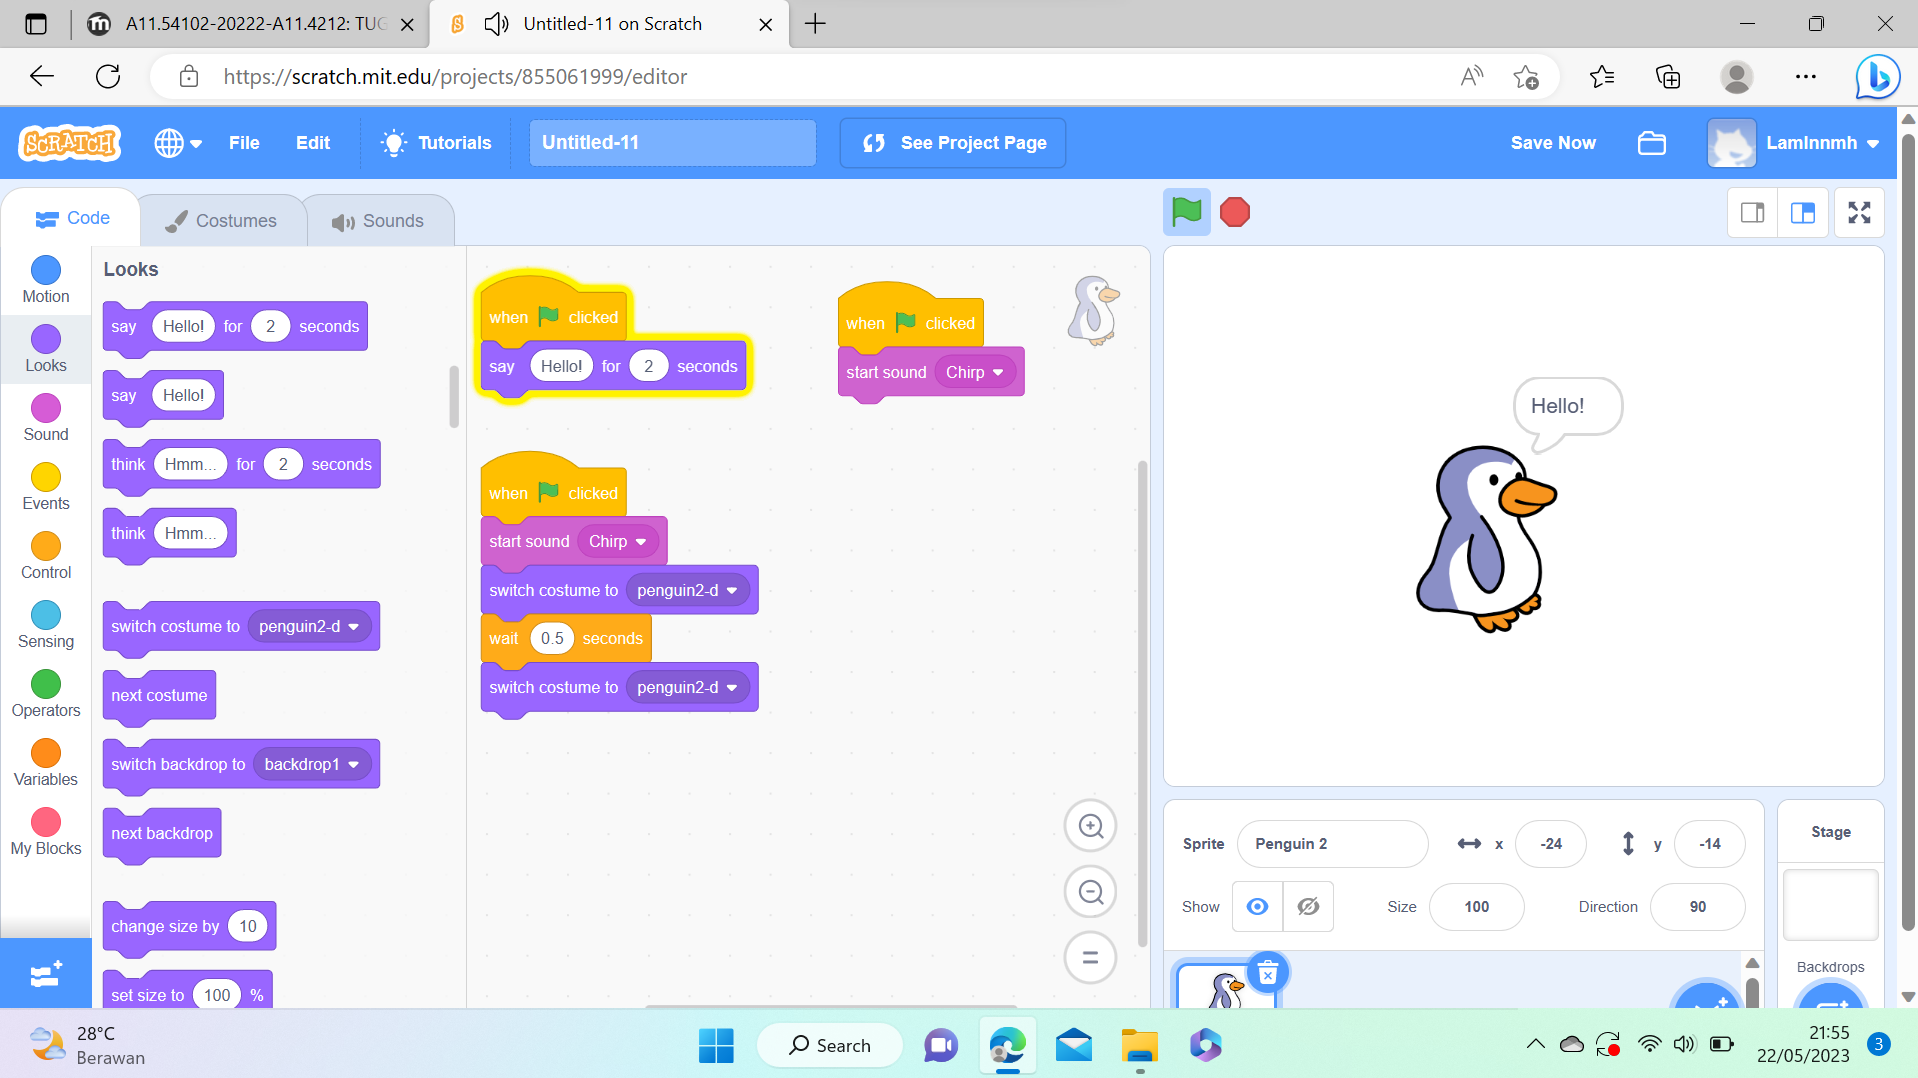 A11.54102-20222-A11.4212: TUG
Untitled-11 on Scratch
https://scratch.mit.edu/projects/855061999/editor
SCRATCH
File
Edit
Tutorials
Untitled-11
See Project Page
Save Now
LamInnmh
Code
Costumes
Sounds
Motion
Looks
Sound
Events
Control
Sensing
Operators
Variables
My Blocks
Looks
say Hello! for 2 seconds
say Hello!
think Hmm... for 2 seconds
think Hmm...
switch costume to penguin2-d
next costume
switch backdrop to backdrop1
next backdrop
change size by 10
set size to 100 %
when clicked
say Hello! for 2 seconds
when clicked
start sound Chirp
when clicked
start sound Chirp
switch costume to penguin2-d
wait 0.5 seconds
switch costume to penguin2-d
Hello!
Sprite Penguin 2 x -24 y -14
Show Size 100 Direction 90
Stage
Backdrops
28°C
Berawan
Search
21:55
22/05/2023
3